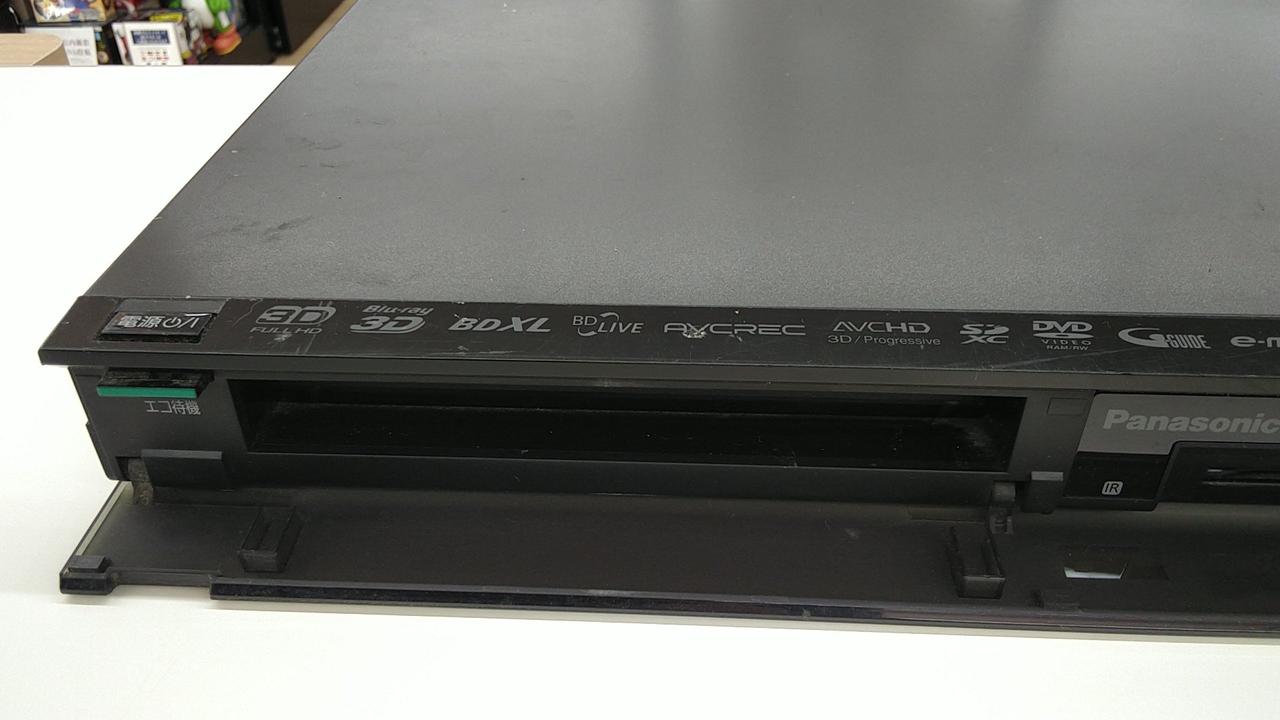 電源
3D
FULL HD
Blu-ray
3D
BDXL
BD LIVE
AVCREC
AVCHD
3D/Progressive
SD
XC
DVD
VIDEO
RAM/RW
G-GUIDE
e-m
エコ待機
Panasonic
IR